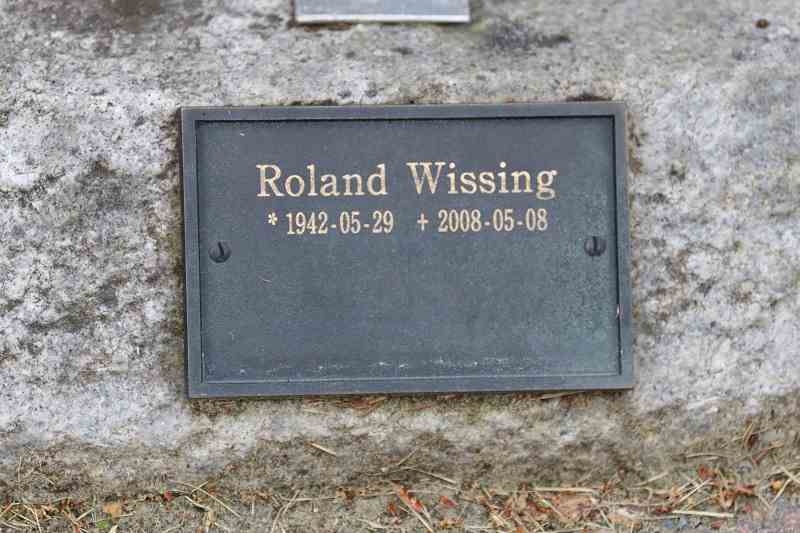 Roland Wissing
* 1942-05-29 + 2008-05-08